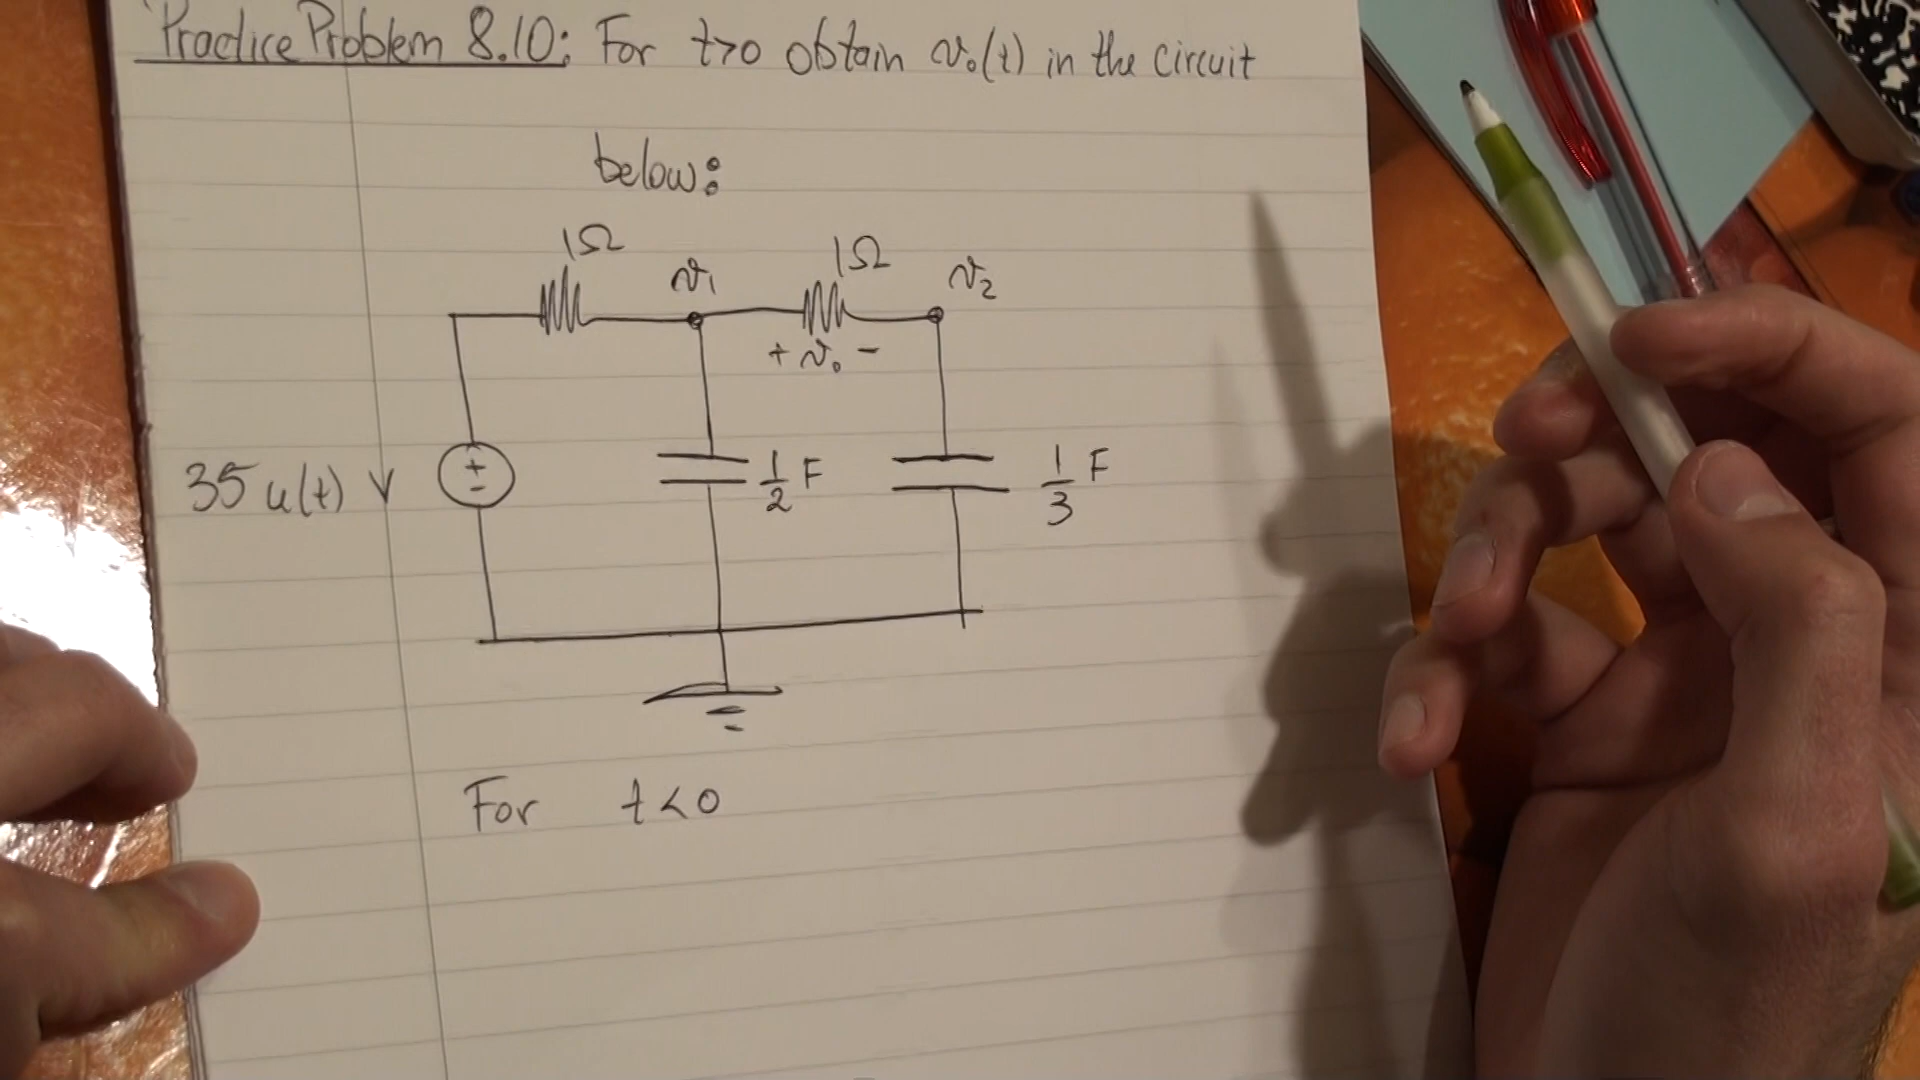 Practice Problem 8.10: For t>0 obtain v₀(t) in the circuit
below:
1Ω
1Ω
v₁
v₂
+ v₀ -
35 u(t) V
+
-
1/2 F
1/3 F
For t<0